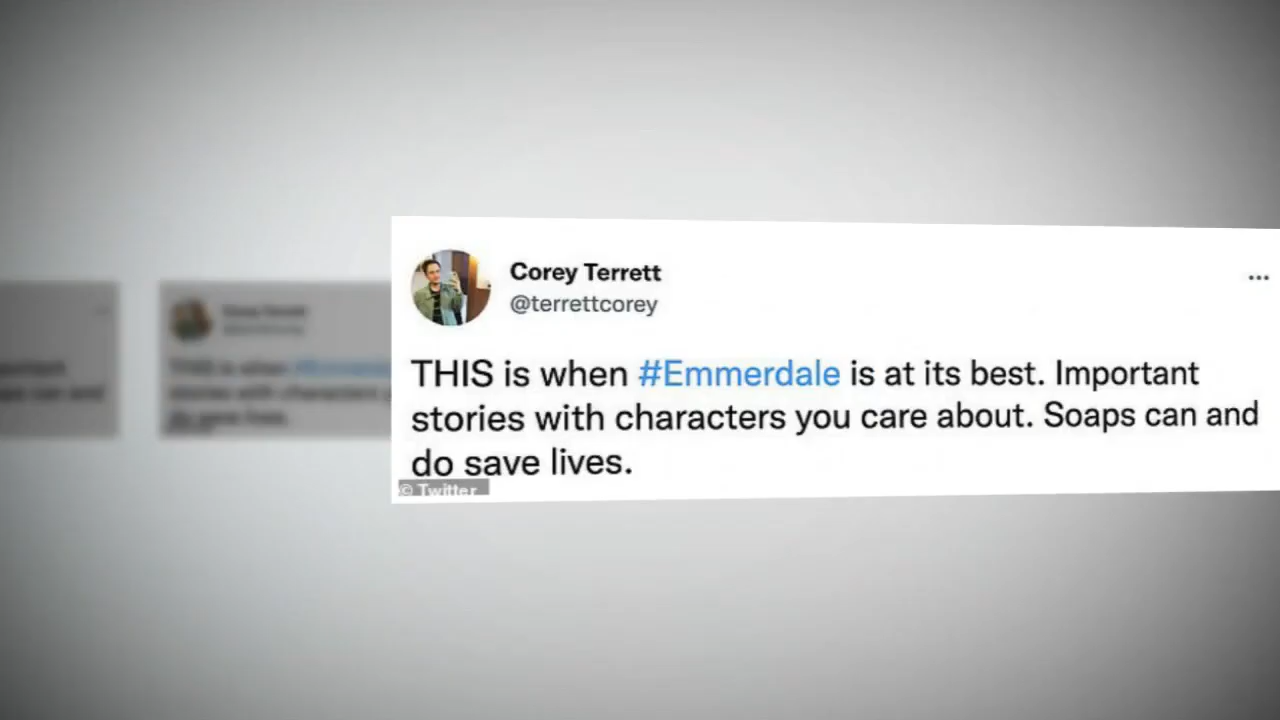 Corey Terrett
@terrettcorey
THIS is when #Emmerdale is at its best. Important
stories with characters you care about. Soaps can and
do save lives.
© Twitter